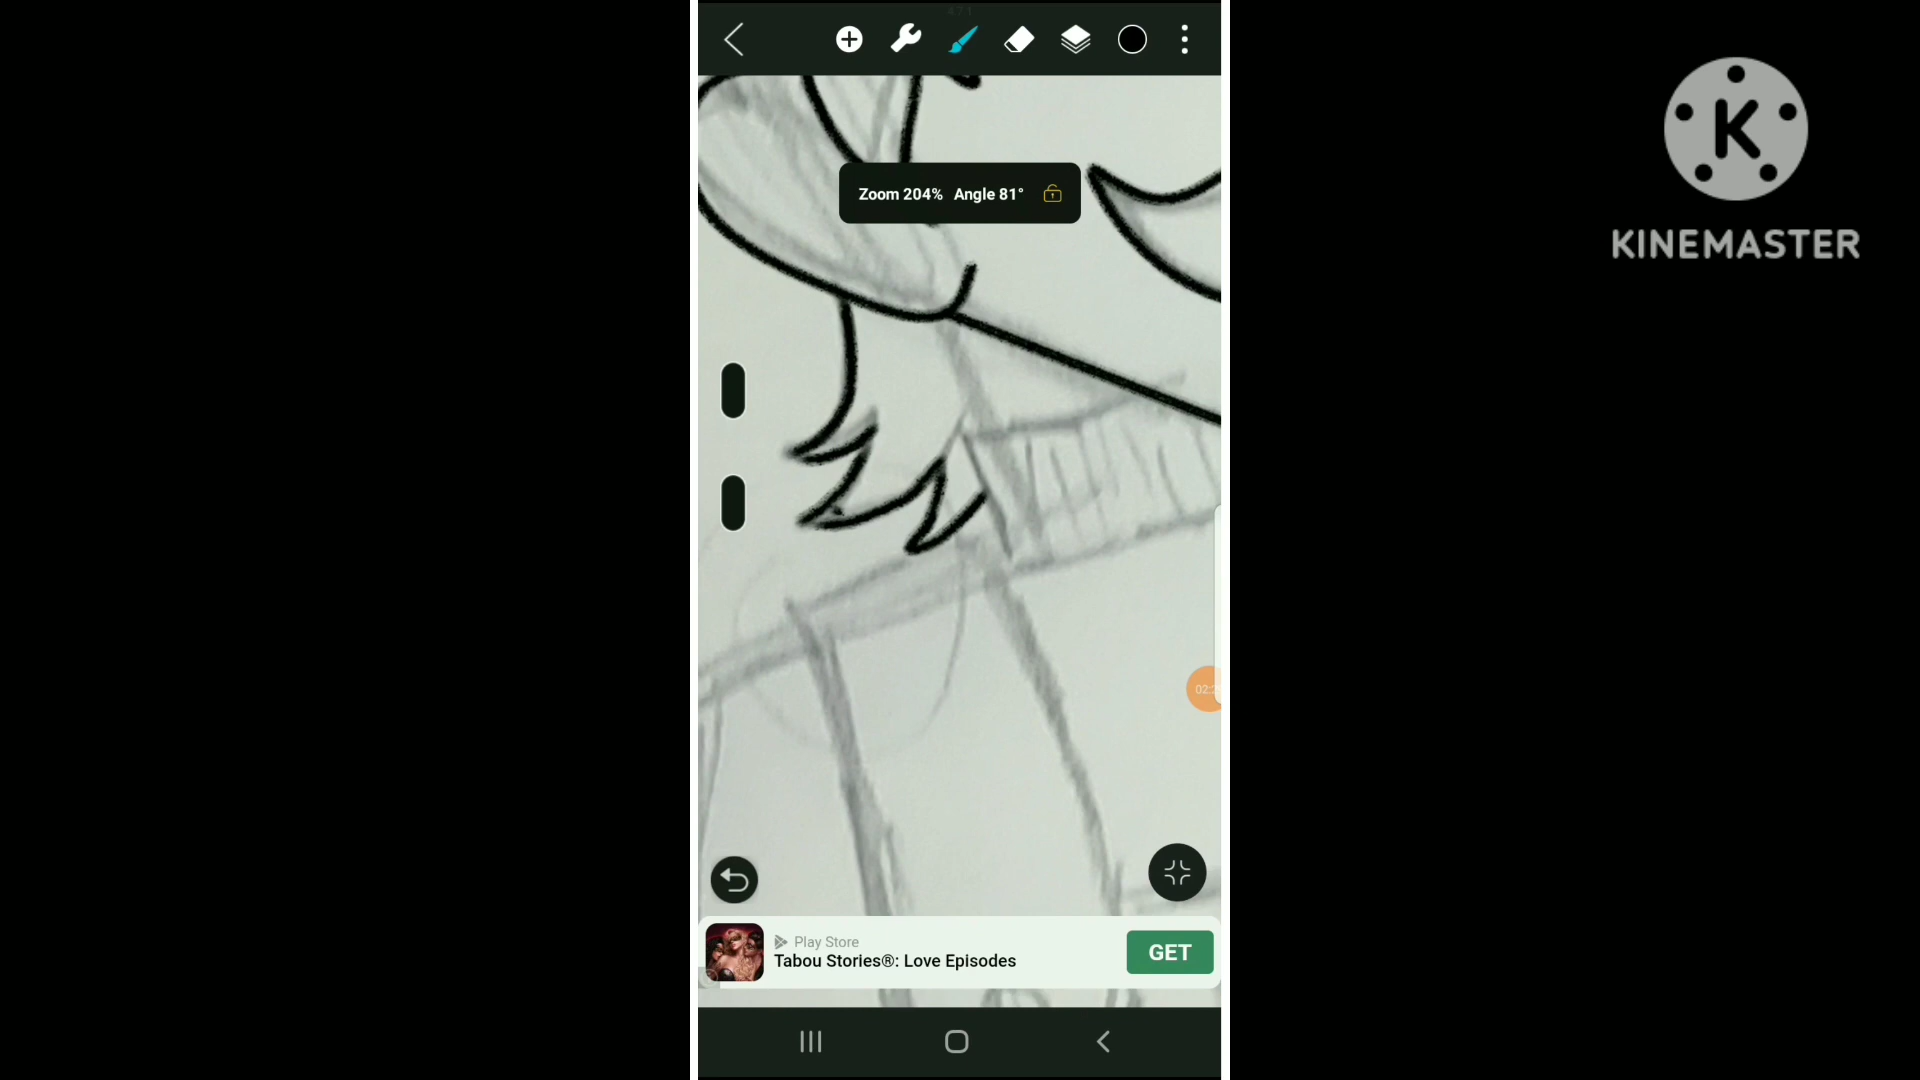 Zoom 204% Angle 81°
K
KINEMASTER
Play Store
Tabou Stories®: Love Episodes
GET